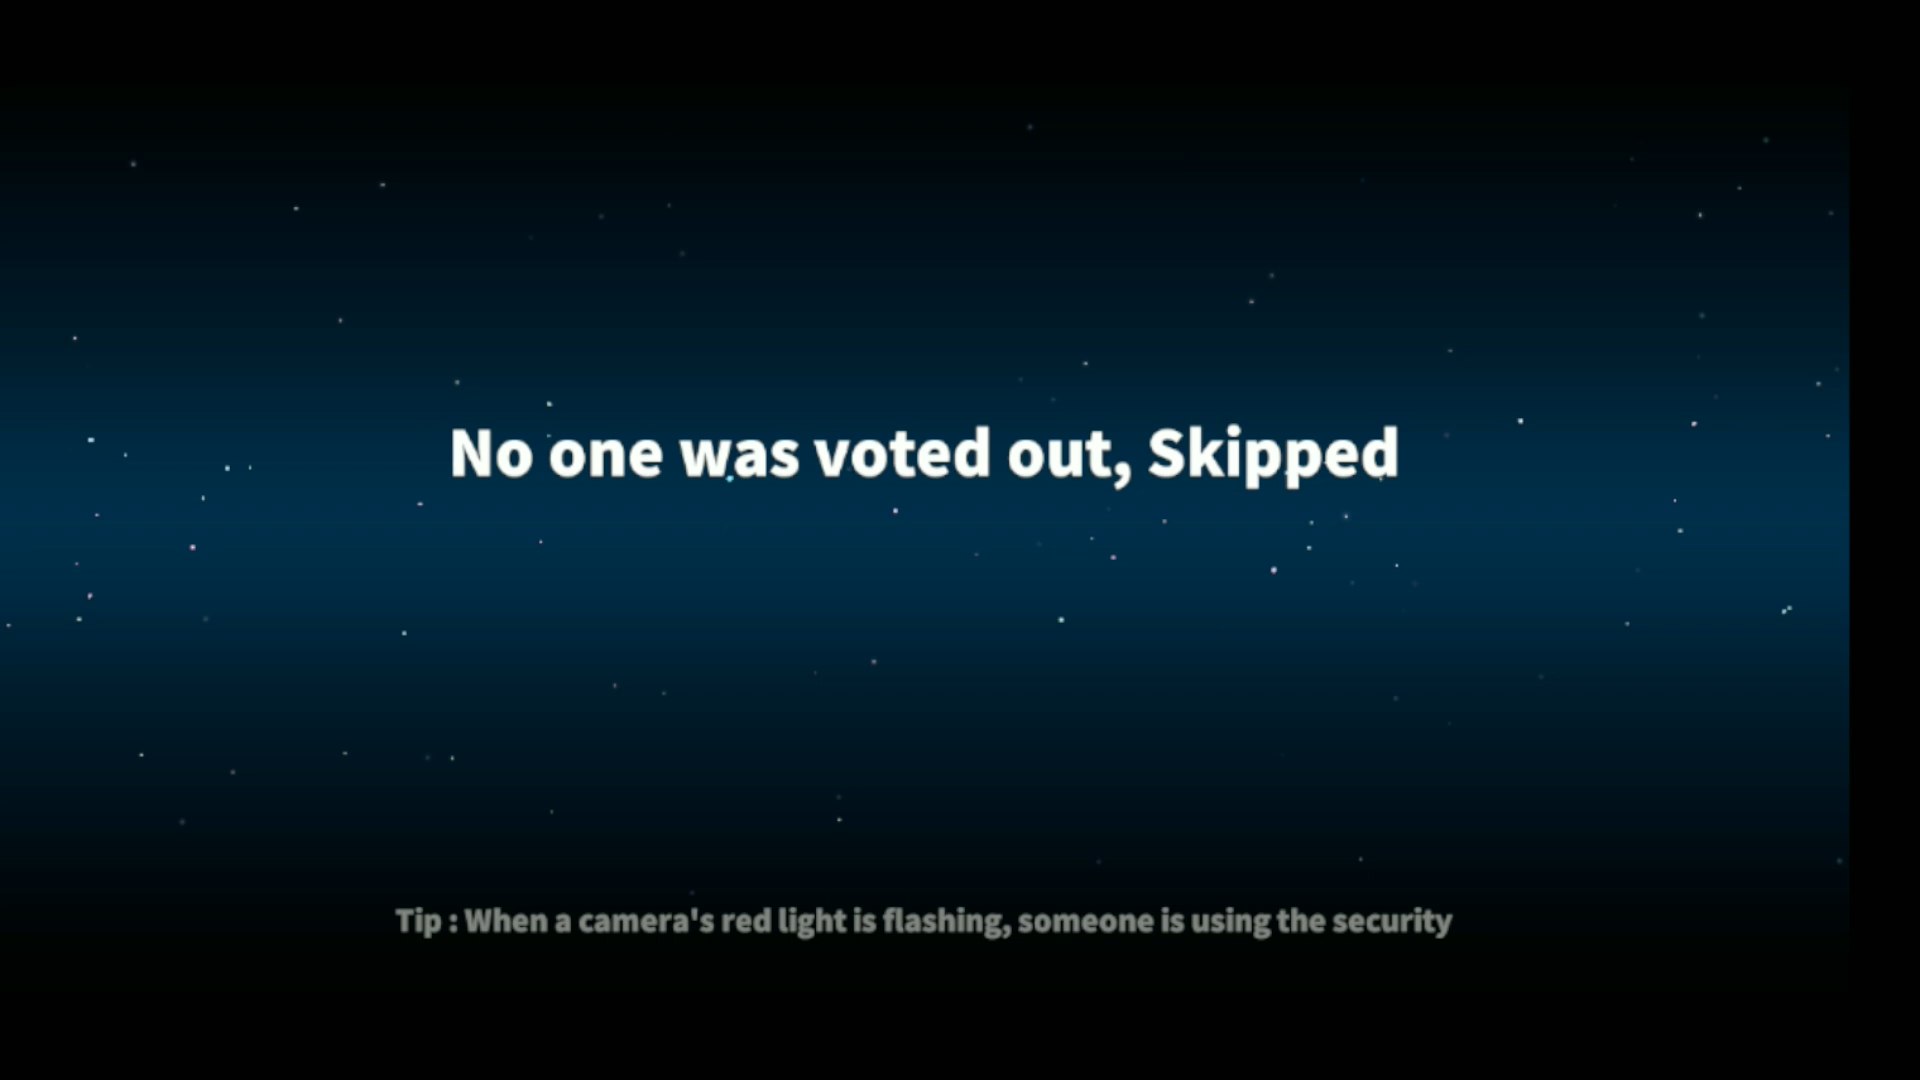 No one was voted out, Skipped
Tip : When a camera's red light is flashing, someone is using the security